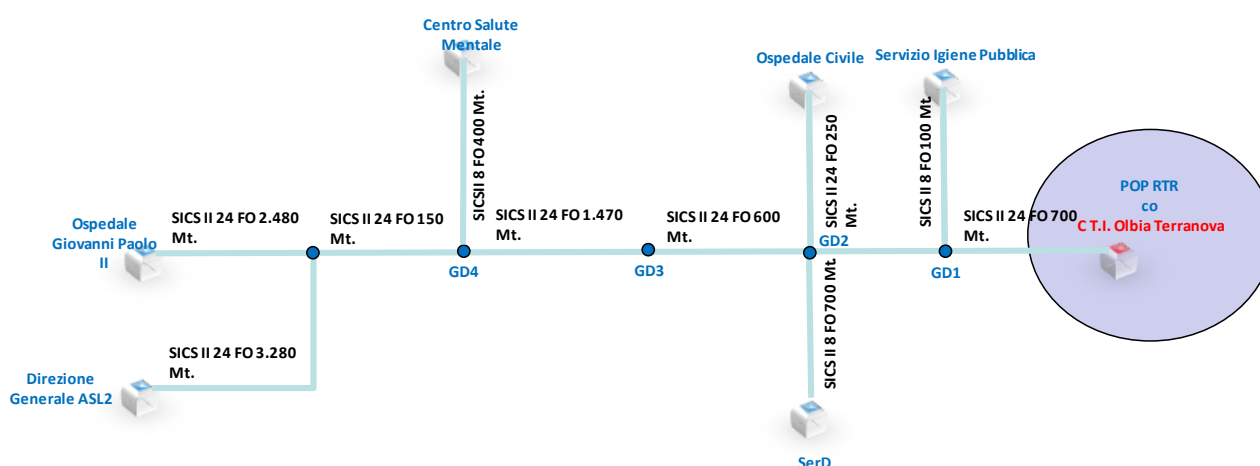 Centro Salute
Mentale
Ospedale Civile
Servizio Igiene Pubblica
SICSII 8 FO 400 Mt.
SICS II 24 FO 250
Mt.
SICS II 8 FO 100 Mt.
POP RTR
co
C T.I. Olbia Terranova
Ospedale
Giovanni Paolo
II
SICS II 24 FO 2.480
Mt.
SICS II 24 FO 150
Mt.
SICS II 24 FO 1.470
Mt.
SICS II 24 FO 600
Mt.
SICS II 24 FO 700
Mt.
GD4
GD3
GD2
GD1
SICS II 8 FO 700 Mt.
SICS II 24 FO 3.280
Mt.
Direzione
Generale ASL2
SerD